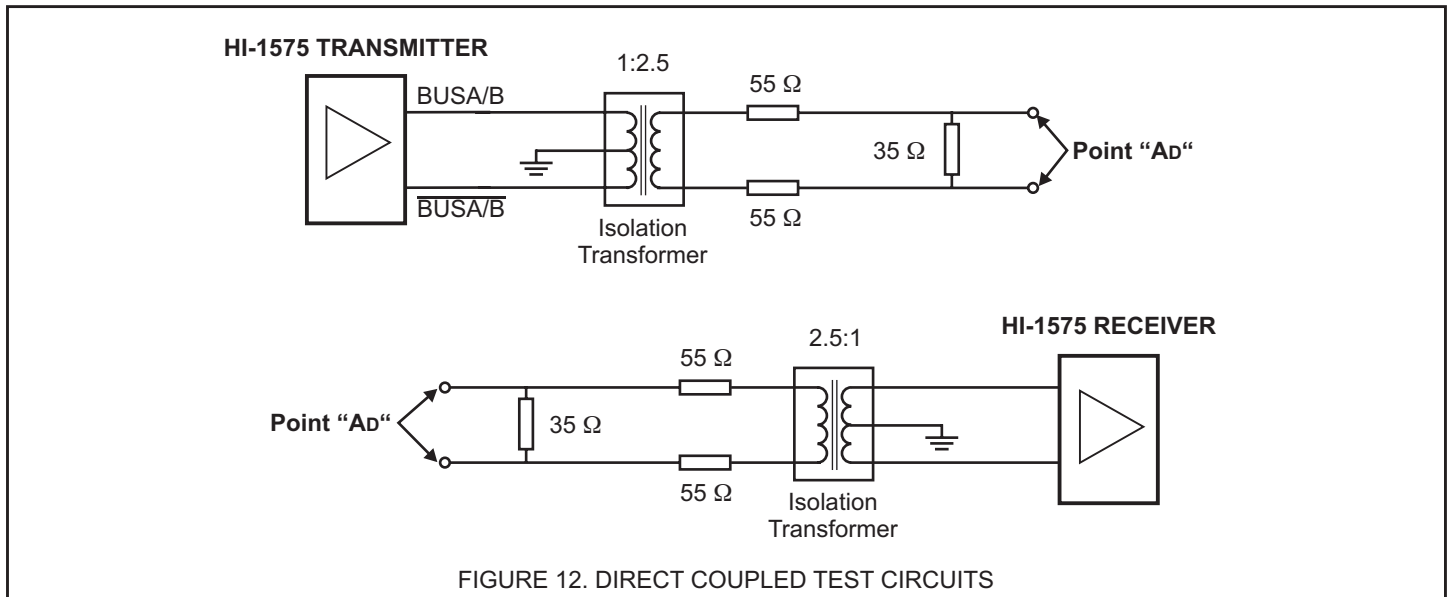 HI-1575 TRANSMITTER
1:2.5
BUSA/B
55 Ω
35 Ω
Point “AD“
BUSA/B
55 Ω
Isolation
Transformer
HI-1575 RECEIVER
2.5:1
55 Ω
Point “AD“
35 Ω
55 Ω
Isolation
Transformer
FIGURE 12. DIRECT COUPLED TEST CIRCUITS